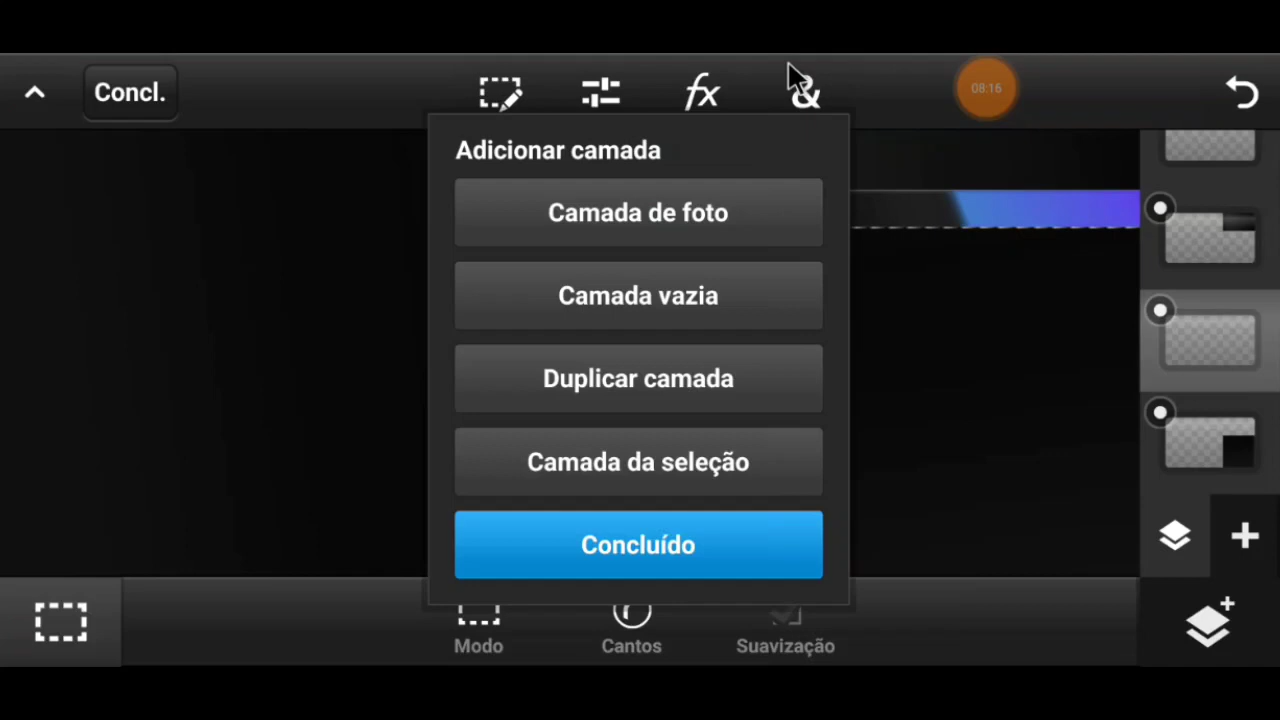 Concl.
fx
&
08:16
Adicionar camada
Camada de foto
Camada vazia
Duplicar camada
Camada da seleção
Concluído
Modo
Cantos
Suavização